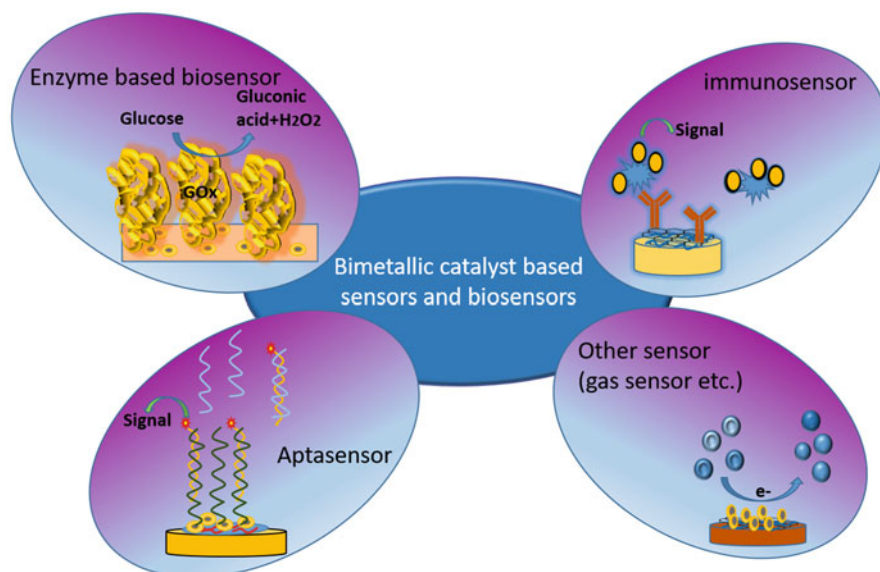 Enzyme based biosensor
Glucose
Gluconic
acid+H2O2
GOx
immunosensor
Signal
Bimetallic catalyst based
sensors and biosensors
Signal
Aptasensor
Other sensor
(gas sensor etc.)
e-